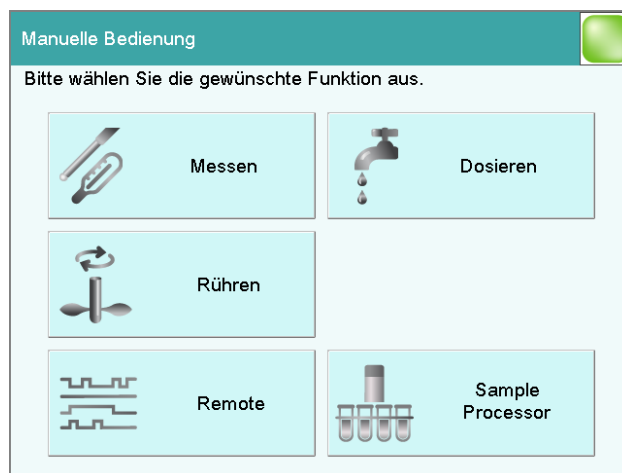 Manuelle Bedienung
Bitte wählen Sie die gewünschte Funktion aus.
Messen
Dosieren
Rühren
Remote
Sample
Processor